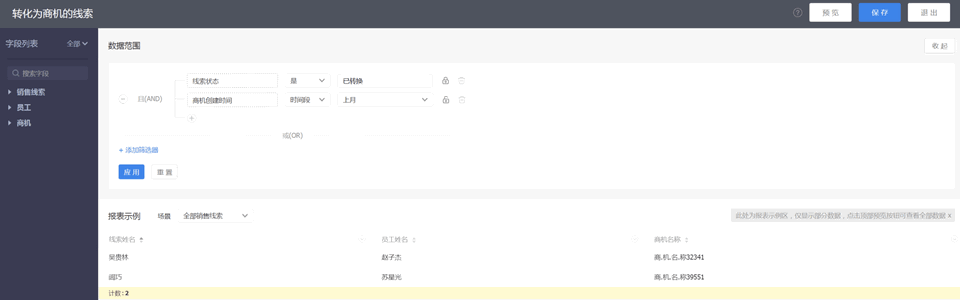 转化为商机的线索
预 览
保 存
退 出
字段列表
全部
搜索字段
销售线索
员工
商机
数据范围
收 起
且(AND)
线索状态 是 已转换
商机创建时间 时间段 上月
或(OR)
+ 添加筛选器
应 用
重 置
报表示例 场景 全部销售线索
此处为报表示例区，仅显示部分数据，点击顶部预览按钮可查看全部数据 x
线索姓名 员工姓名 商机名称
吴贵林 赵子杰 商.机.名.称32341
苏星光 商.机.名.称39551
计数: 2